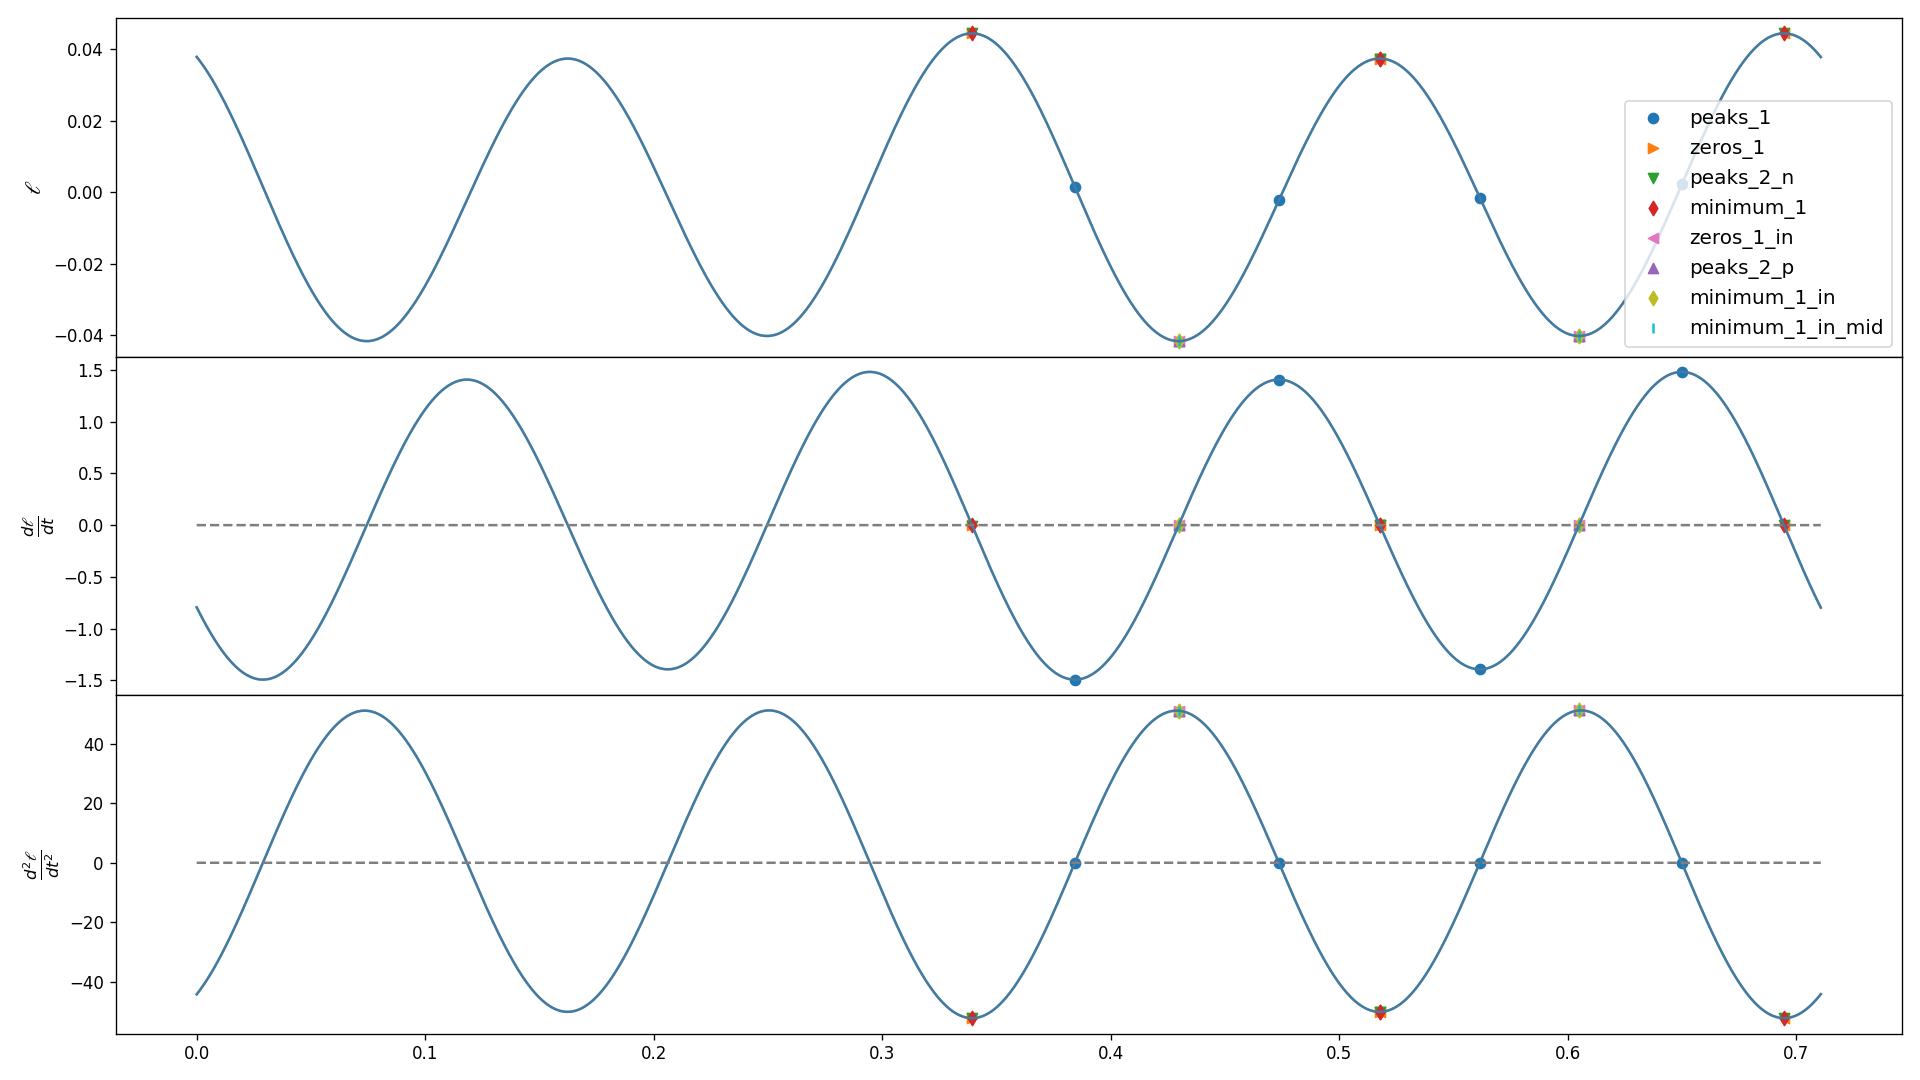 0.04
0.02
0.00
−0.02
−0.04
ℓ
peaks_1
zeros_1
peaks_2_n
minimum_1
zeros_1_in
peaks_2_p
minimum_1_in
minimum_1_in_mid
1.5
1.0
0.5
0.0
−0.5
−1.0
−1.5
dℓ
dt
40
20
0
−20
−40
d²ℓ
dt²
0.0 0.1 0.2 0.3 0.4 0.5 0.6 0.7